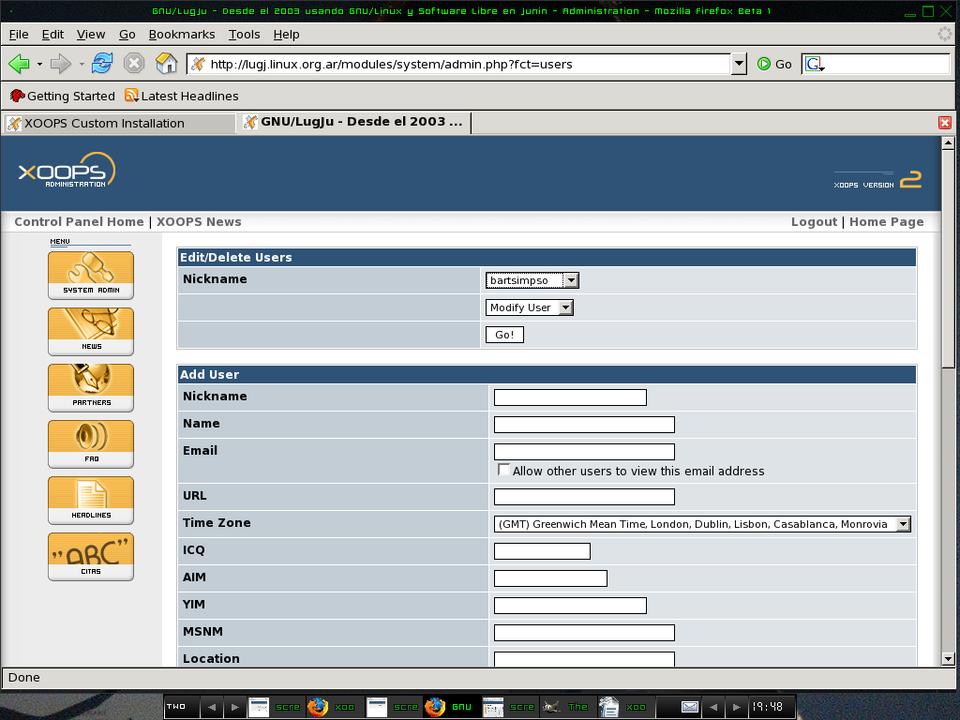 GNU/LugJu - Desde el 2003 usando GNU/Linux y Software Libre en Junin - Administration - Mozilla Firefox Beta 1
File Edit View Go Bookmarks Tools Help
http://lugj.linux.org.ar/modules/system/admin.php?fct=users Go G
Getting Started Latest Headlines
XOOPS Custom Installation GNU/LugJu - Desde el 2003 ...
XOOPS
ADMINISTRATION
XOOPS VERSION 2
Control Panel Home | XOOPS News Logout | Home Page
MENU
SYSTEM ADMIN
NEWS
PARTNERS
FAQ
HEADLINES
"ABC"
CITAS
Edit/Delete Users
Nickname bartsimpso
Modify User
Go!
Add User
Nickname
Name
Email
Allow other users to view this email address
URL
Time Zone (GMT) Greenwich Mean Time, London, Dublin, Lisbon, Casablanca, Monrovia
ICQ
AIM
YIM
MSNM
Location
Done
TWO scre xoo scre GNU scre The xoo 19:48